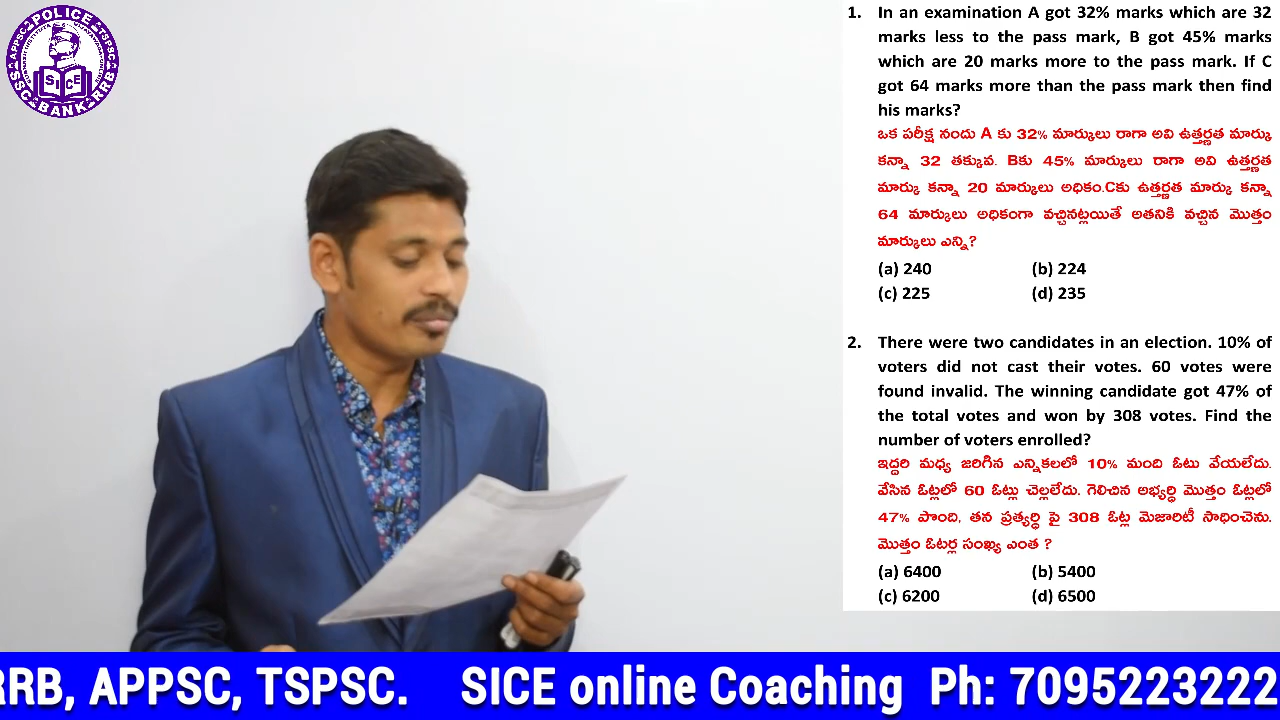 POLICE
APPSC
TSPSC
SICE
SSC
BANK
RRB
1. In an examination A got 32% marks which are 32
marks less to the pass mark, B got 45% marks
which are 20 marks more to the pass mark. If C
got 64 marks more than the pass mark then find
his marks?
ఒక పరీక్ష నందు A కు 32% మార్కులు రాగా అవి ఉత్తర్ణత మార్కు
కన్నా 32 తక్కువ. Bకు 45% మార్కులు రాగా అవి ఉత్తర్ణత
మార్కు కన్నా 20 మార్కులు అధికం.Cకు ఉత్తర్ణత మార్కు కన్నా
64 మార్కులు అధికంగా వచ్చినట్లయితే అతనికి వచ్చిన మొత్తం
మార్కులు ఎన్ని?
(a) 240 (b) 224
(c) 225 (d) 235
2. There were two candidates in an election. 10% of
voters did not cast their votes. 60 votes were
found invalid. The winning candidate got 47% of
the total votes and won by 308 votes. Find the
number of voters enrolled?
ఇద్దరి మధ్య జరిగిన ఎన్నికలలో 10% మంది ఓటు వేయలేదు.
వేసిన ఓట్లలో 60 ఓట్లు చెల్లలేదు. గెలిచిన అభ్యర్ధి మొత్తం ఓట్లలో
47% పొంది, తన ప్రత్యర్ధి పై 308 ఓట్ల మెజారిటీ సాధించెను.
మొత్తం ఓటర్ల సంఖ్య ఎంత ?
(a) 6400 (b) 5400
(c) 6200 (d) 6500
RRB, APPSC, TSPSC. SICE online Coaching Ph: 7095223222